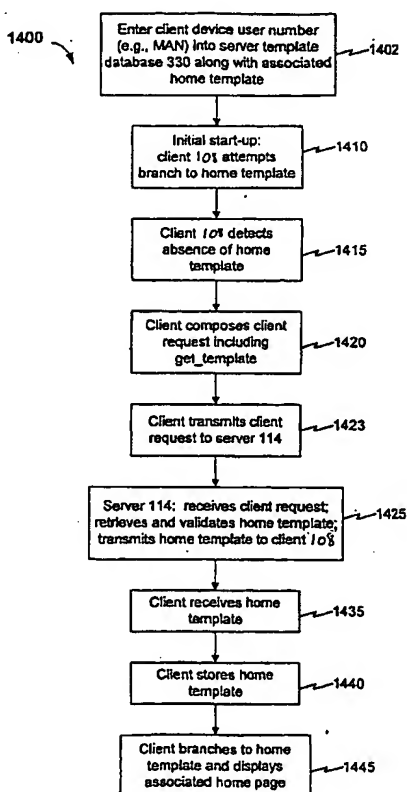 1400
Enter client device user number
(e.g., MAN) into server template
database 330 along with associated
home template
1402
Initial start-up:
client 108 attempts
branch to home template
1410
Client 108 detects
absence of home
template
1415
Client composes client
request including
get_template
1420
Client transmits client
request to server 114
1423
Server 114: receives client request;
retrieves and validates home template;
transmits home template to client 108
1425
Client receives home
template
1435
Client stores home
template
1440
Client branches to home
template and displays
associated home page
1445